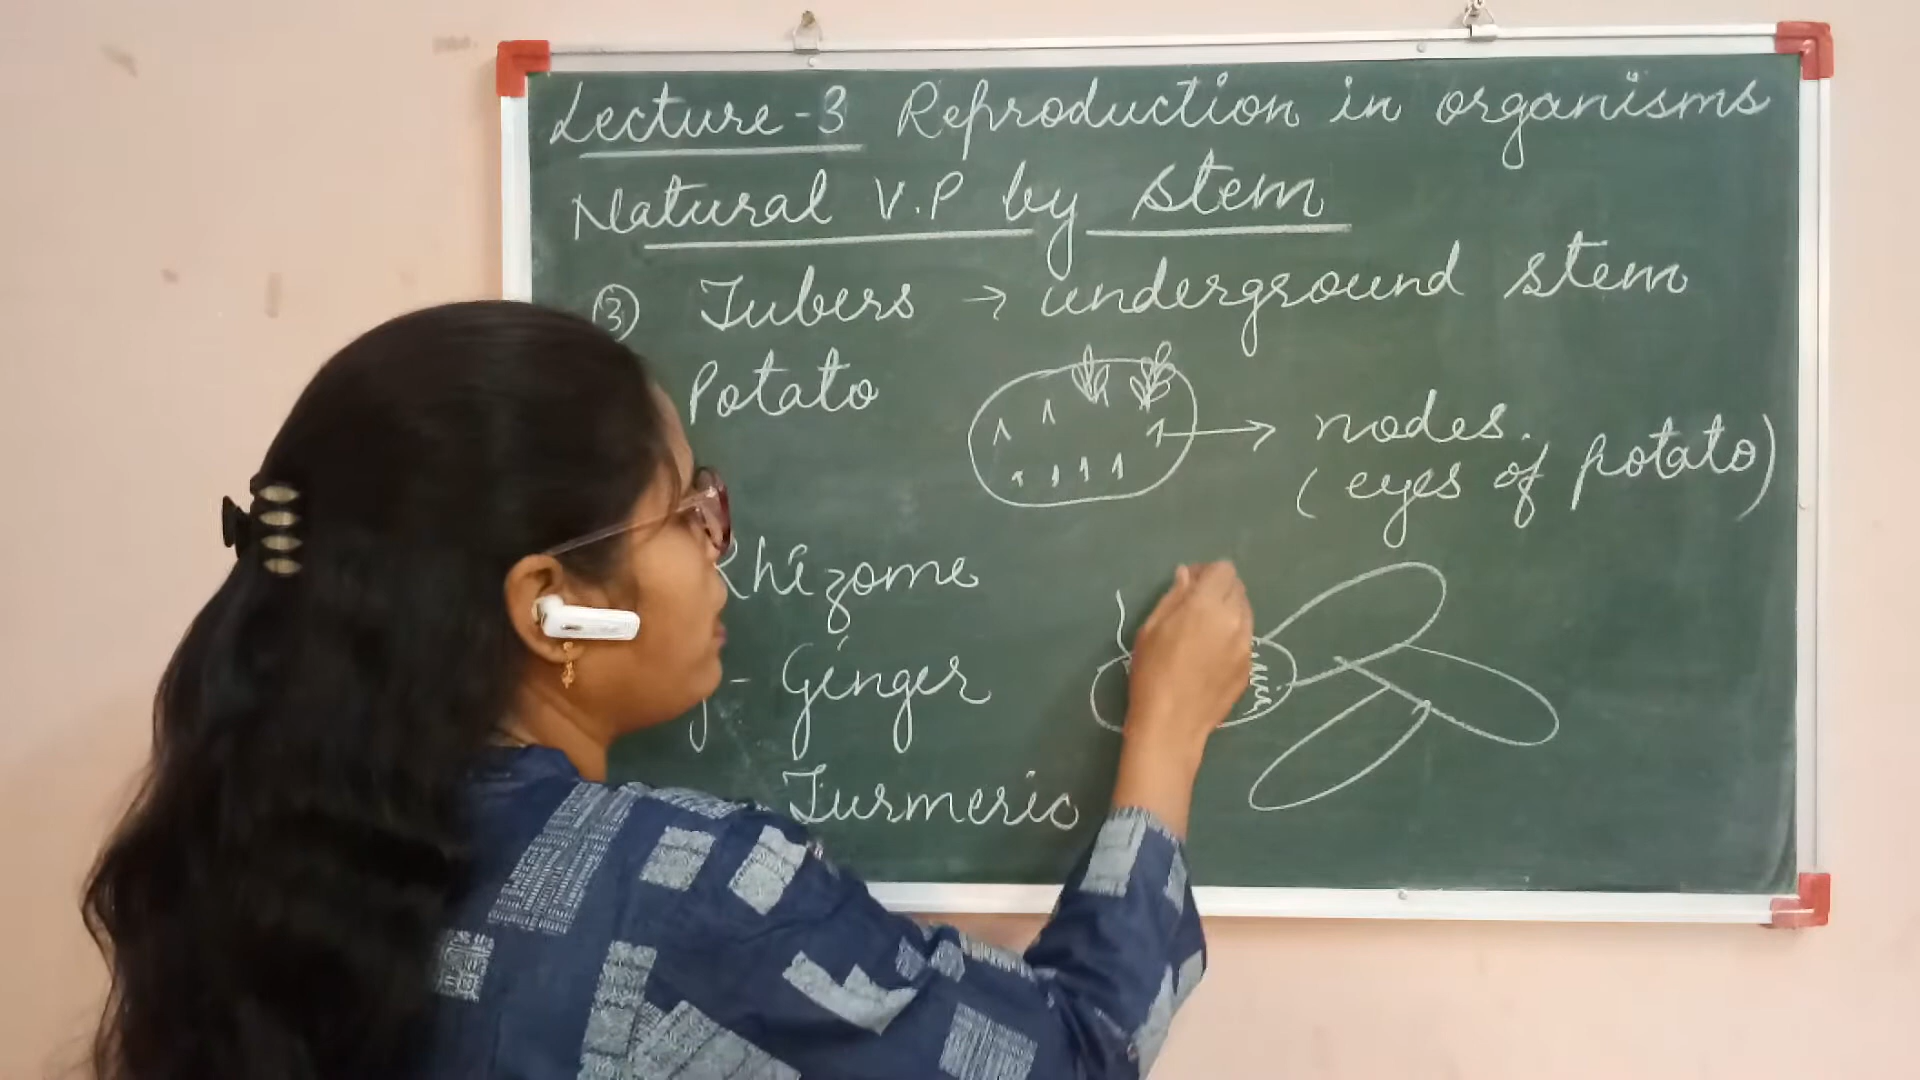 Lecture-3 Reproduction in organisms
Natural V.P by stem
③ Tubers → underground stem
Potato
→ nodes.
(eyes of potato)
Rhizome
- Ginger
Turmeric